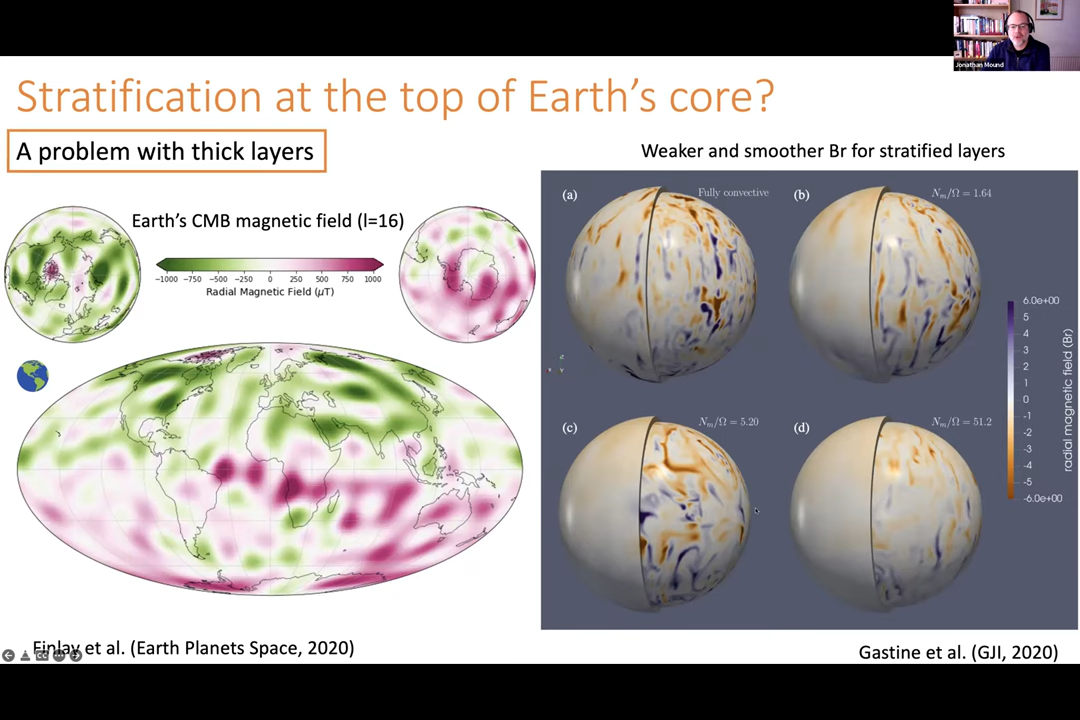 Jonathan Mound
Stratification at the top of Earth's core?
A problem with thick layers
Weaker and smoother Br for stratified layers
Earth's CMB magnetic field (l=16)
−1000 −750 −500 −250 0 250 500 750 1000
Radial Magnetic Field (μT)
(a) Fully convective
(b) Nm/Ω = 1.64
(c) Nm/Ω = 5.20
(d) Nm/Ω = 51.2
6.0e+00
5
4
3
2
1
0
-1
-2
-3
-4
-5
-6.0e+00
radial magnetic field (Br)
Finlay et al. (Earth Planets Space, 2020)
Gastine et al. (GJI, 2020)